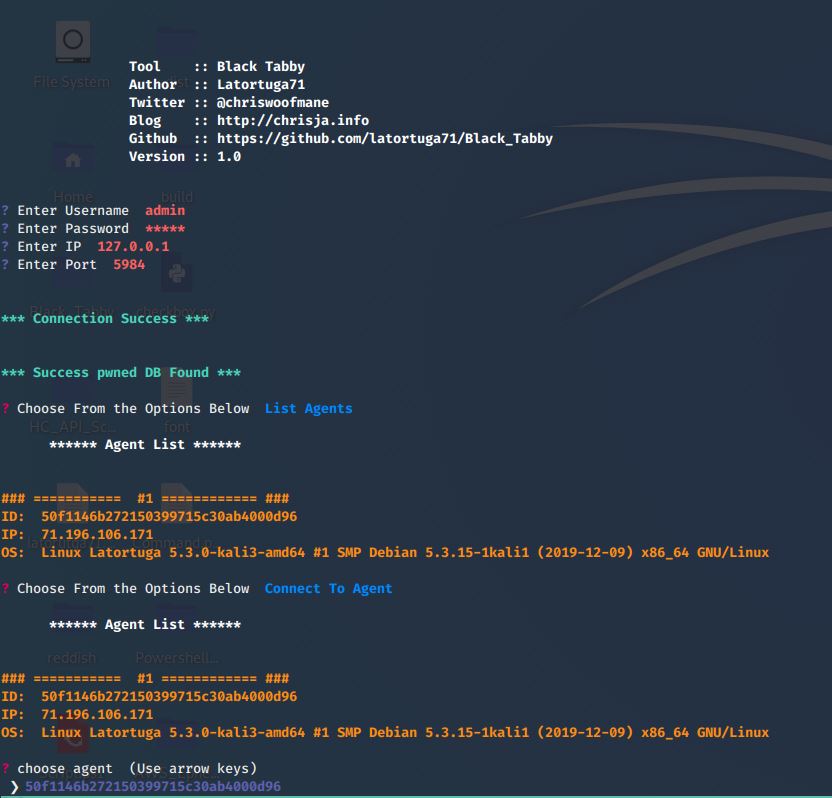 Tool    :: Black Tabby
Author  :: Latortuga71
Twitter :: @chriswoofmane
Blog    :: http://chrisja.info
Github  :: https://github.com/latortuga71/Black_Tabby
Version :: 1.0
File System
Home
build
? Enter Username  admin
? Enter Password  *****
? Enter IP  127.0.0.1
? Enter Port  5984
Black_Tabby
checkbox.py
*** Connection Success ***
*** Success pwned DB Found ***
? Choose From the Options Below  List Agents
HC_API_Sc...
font
****** Agent List ******
### ===========  #1 ============ ###
ID:  50f1146b272150399715c30ab4000d96
IP:  71.196.106.171
OS:  Linux Latortuga 5.3.0-kali3-amd64 #1 SMP Debian 5.3.15-1kali1 (2019-12-09) x86_64 GNU/Linux
? Choose From the Options Below  Connect To Agent
****** Agent List ******
reddish
Powershell...
### ===========  #1 ============ ###
ID:  50f1146b272150399715c30ab4000d96
IP:  71.196.106.171
OS:  Linux Latortuga 5.3.0-kali3-amd64 #1 SMP Debian 5.3.15-1kali1 (2019-12-09) x86_64 GNU/Linux
? choose agent  (Use arrow keys)
❯ 50f1146b272150399715c30ab4000d96